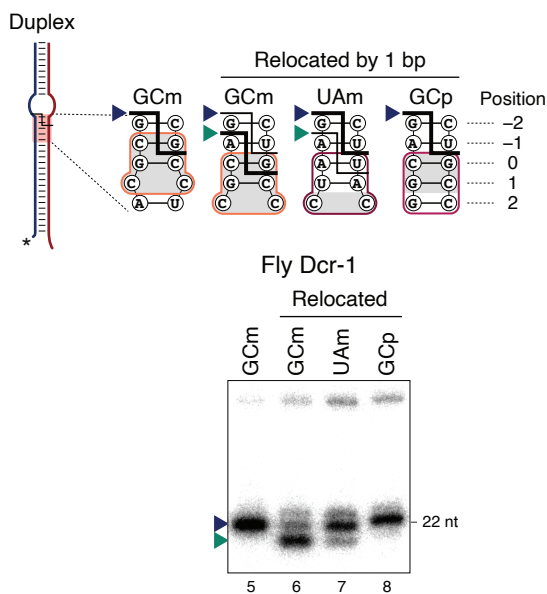 Duplex
Relocated by 1 bp
GCm GCm UAm GCp Position
G C G C G C G C −2
C G A U A U A U −1
G C C G A U C G 0
C C G C U A G C 1
A U C C C C G C 2
*
Fly Dcr-1
Relocated
GCm GCm UAm GCp
22 nt
5 6 7 8